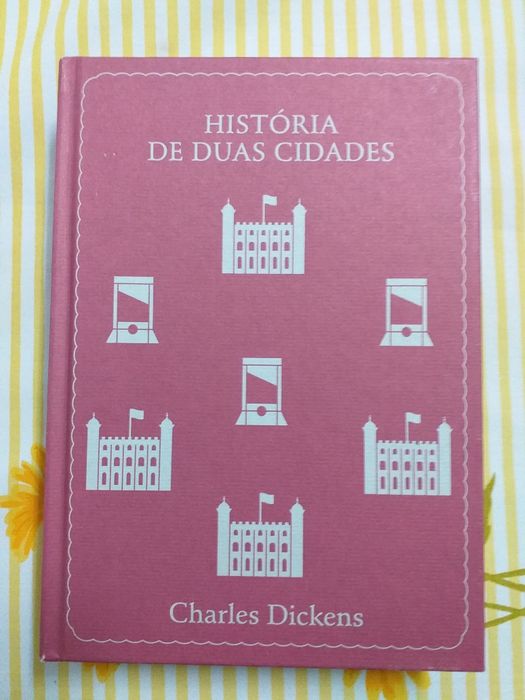 HISTÓRIA
DE DUAS CIDADES
Charles Dickens